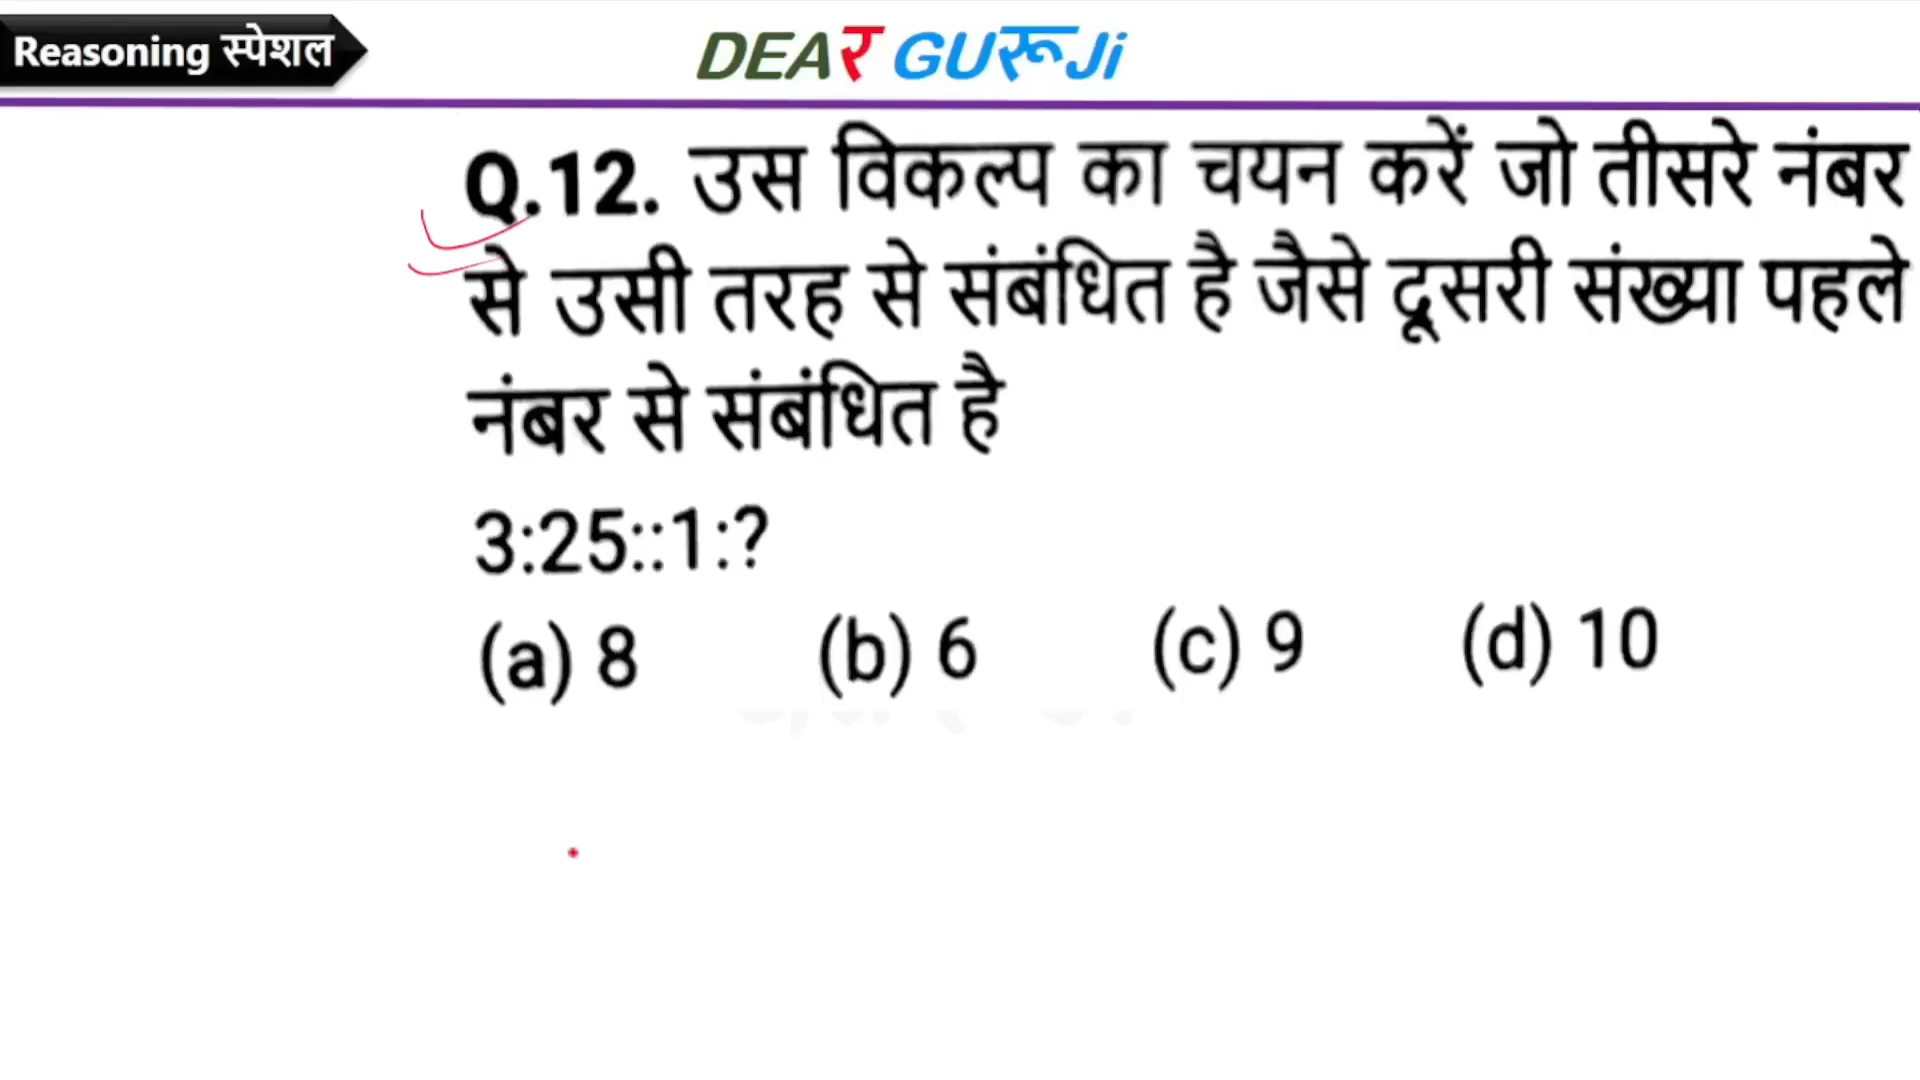 Reasoning स्पेशल
DEAर GUरूJi
Q.12. उस विकल्प का चयन करें जो तीसरे नंबर
से उसी तरह से संबंधित है जैसे दूसरी संख्या पहले
नंबर से संबंधित है
3:25::1:?
(a) 8 (b) 6 (c) 9 (d) 10